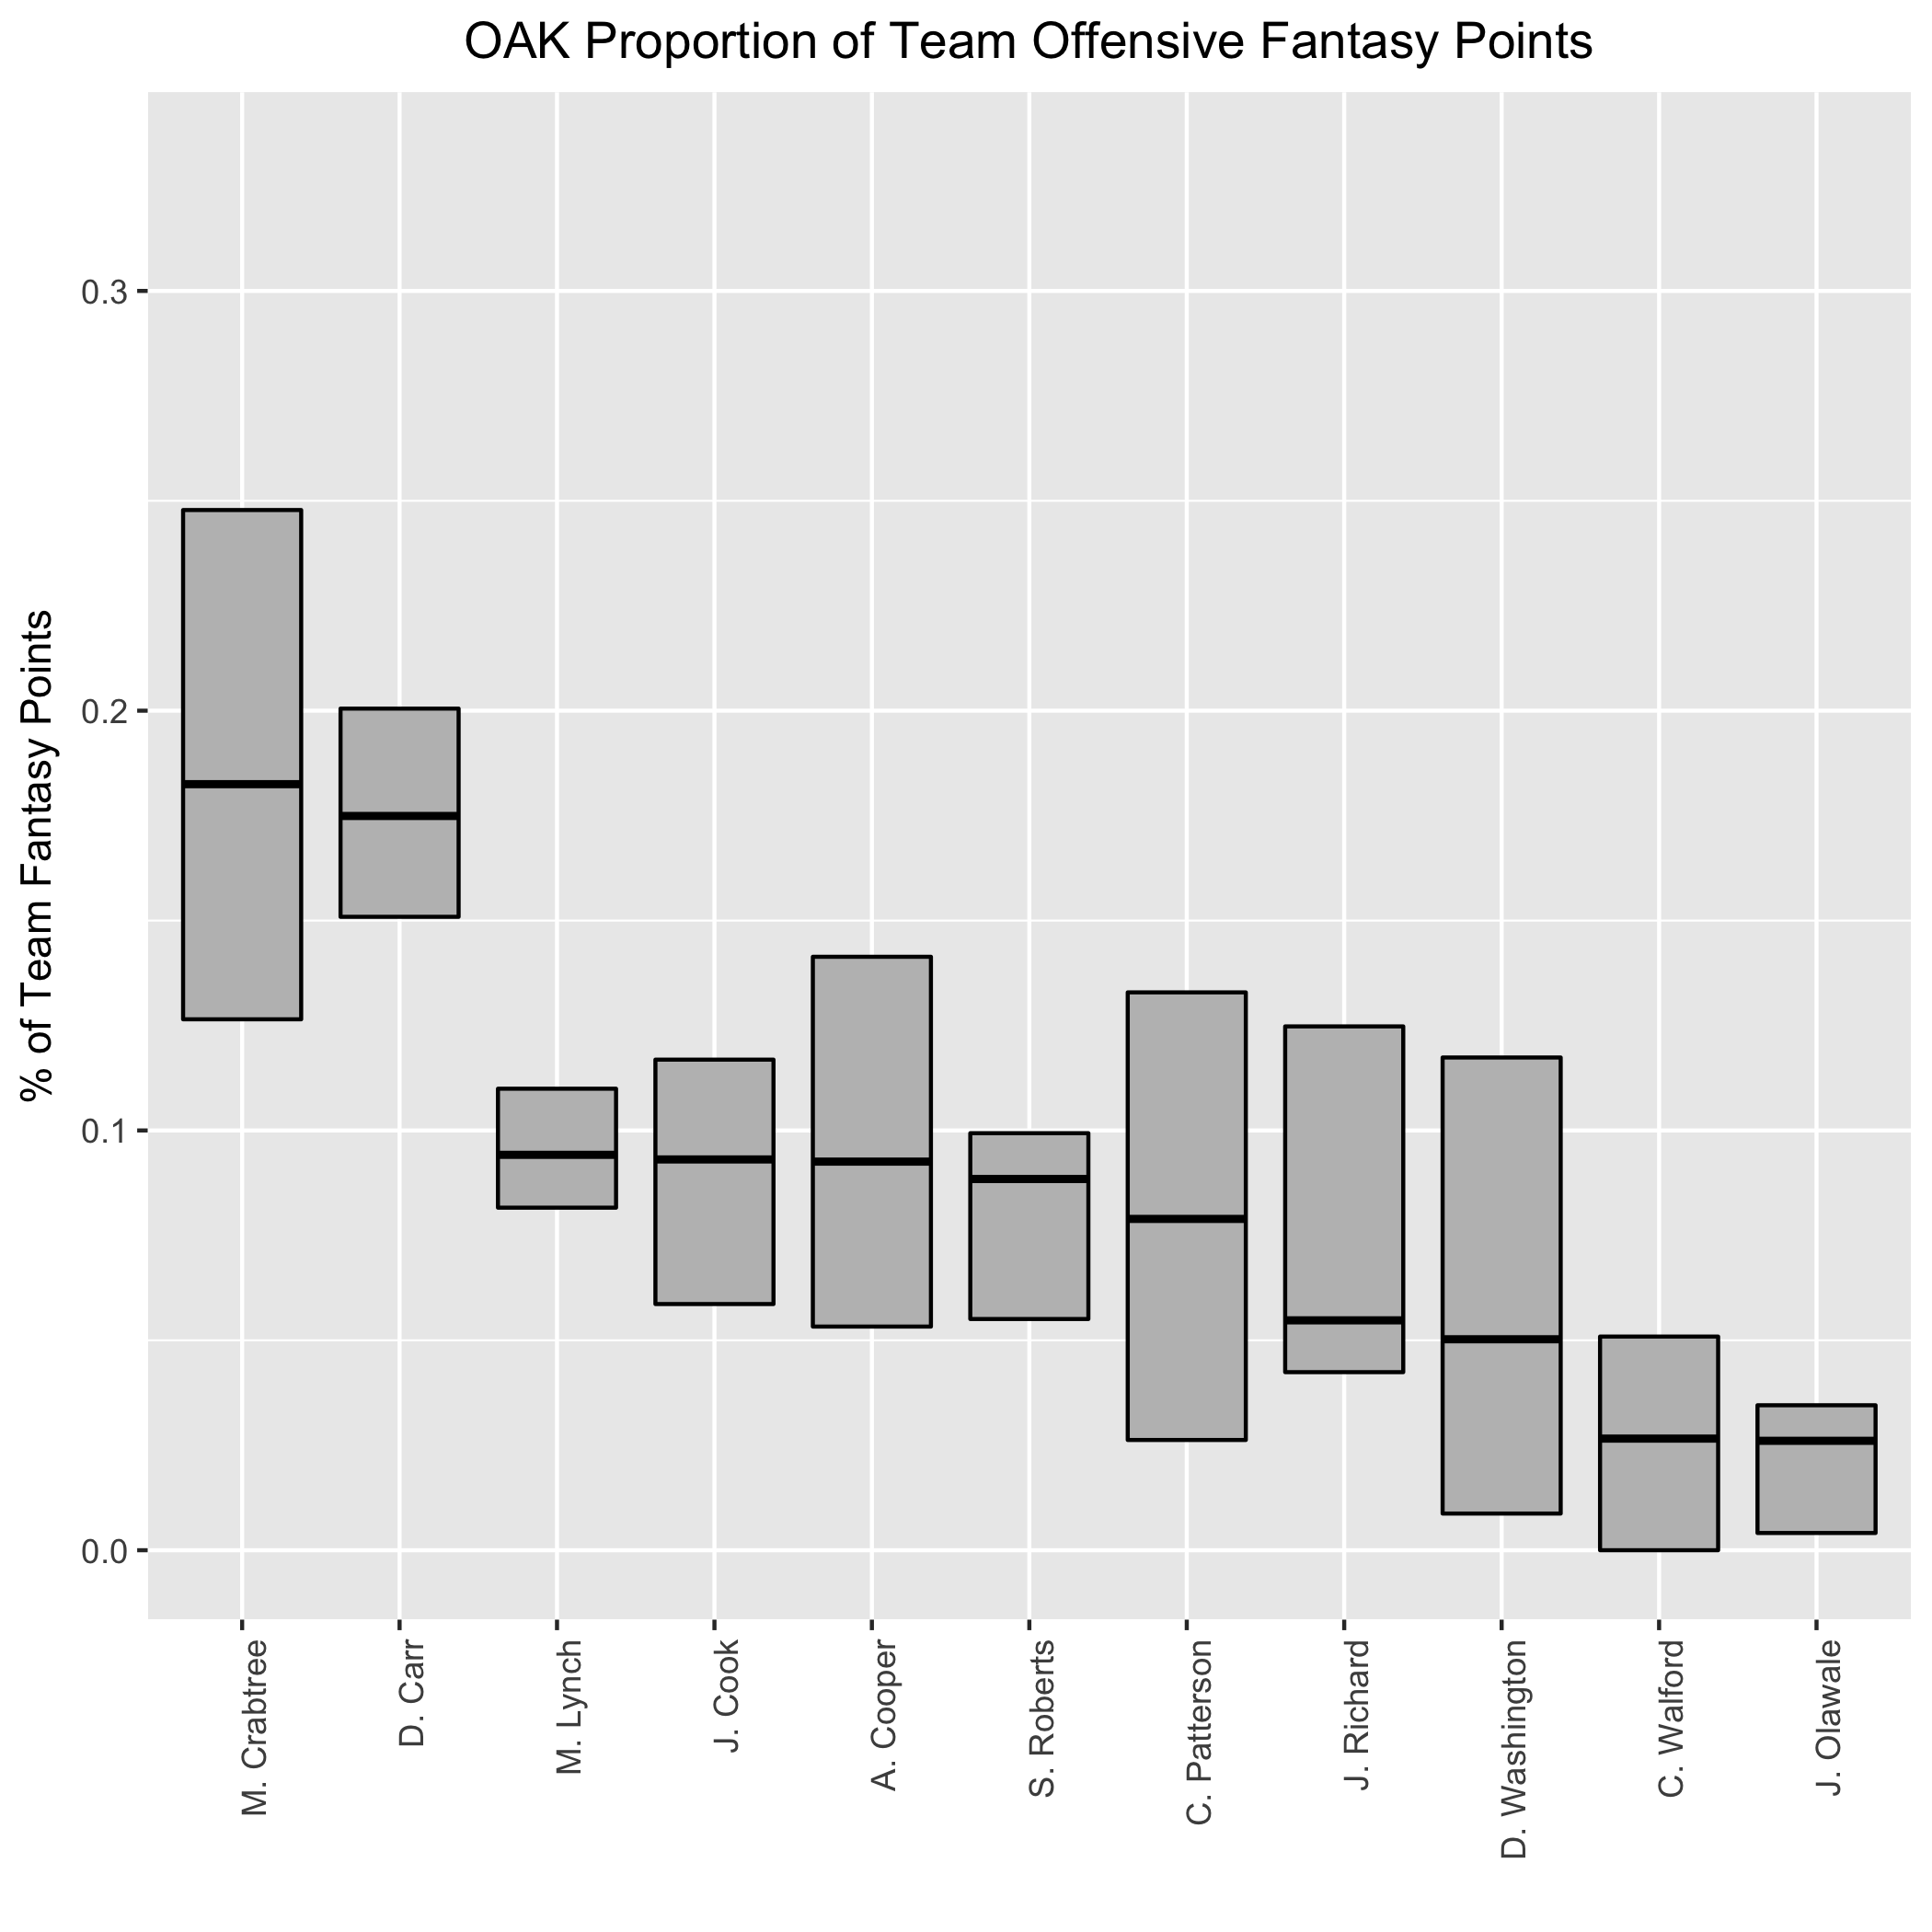 OAK Proportion of Team Offensive Fantasy Points
% of Team Fantasy Points
0.3
0.2
0.1
0.0
M. Crabtree
D. Carr
M. Lynch
J. Cook
A. Cooper
S. Roberts
C. Patterson
J. Richard
D. Washington
C. Walford
J. Olawale